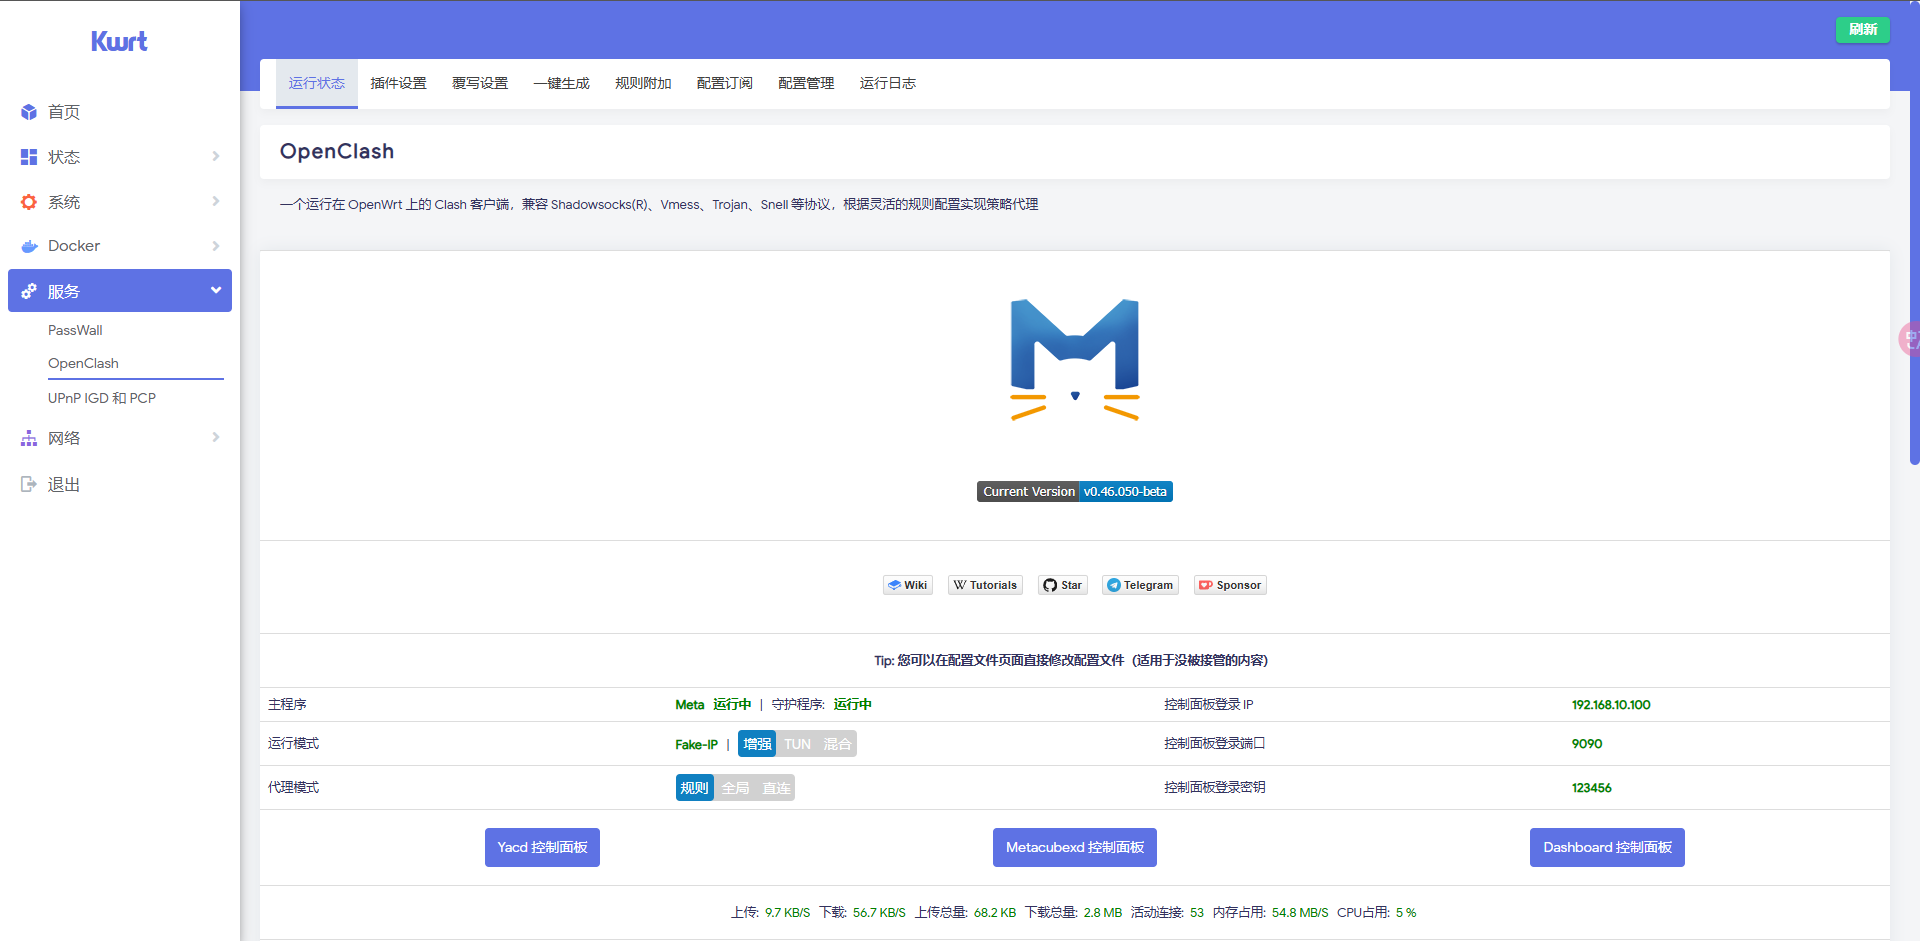 Kwrt
首页
状态
系统
Docker
服务
PassWall
OpenClash
UPnP IGD 和 PCP
网络
退出
刷新
运行状态 插件设置 覆写设置 一键生成 规则附加 配置订阅 配置管理 运行日志
OpenClash
一个运行在 OpenWrt 上的 Clash 客户端，兼容 Shadowsocks(R)、Vmess、Trojan、Snell 等协议，根据灵活的规则配置实现策略代理
Current Version v0.46.050-beta
Wiki Tutorials Star Telegram Sponsor
Tip: 您可以在配置文件页面直接修改配置文件（适用于没被接管的内容）
主程序 Meta 运行中 | 守护程序: 运行中 控制面板登录 IP 192.168.10.100
运行模式 Fake-IP | 增强 TUN 混合 控制面板登录端口 9090
代理模式 规则 全局 直连 控制面板登录密钥 123456
Yacd 控制面板 Metacubexd 控制面板 Dashboard 控制面板
上传: 9.7 KB/S 下载: 56.7 KB/S 上传总量: 68.2 KB 下载总量: 2.8 MB 活动连接: 53 内存占用: 54.8 MB/S CPU占用: 5 %